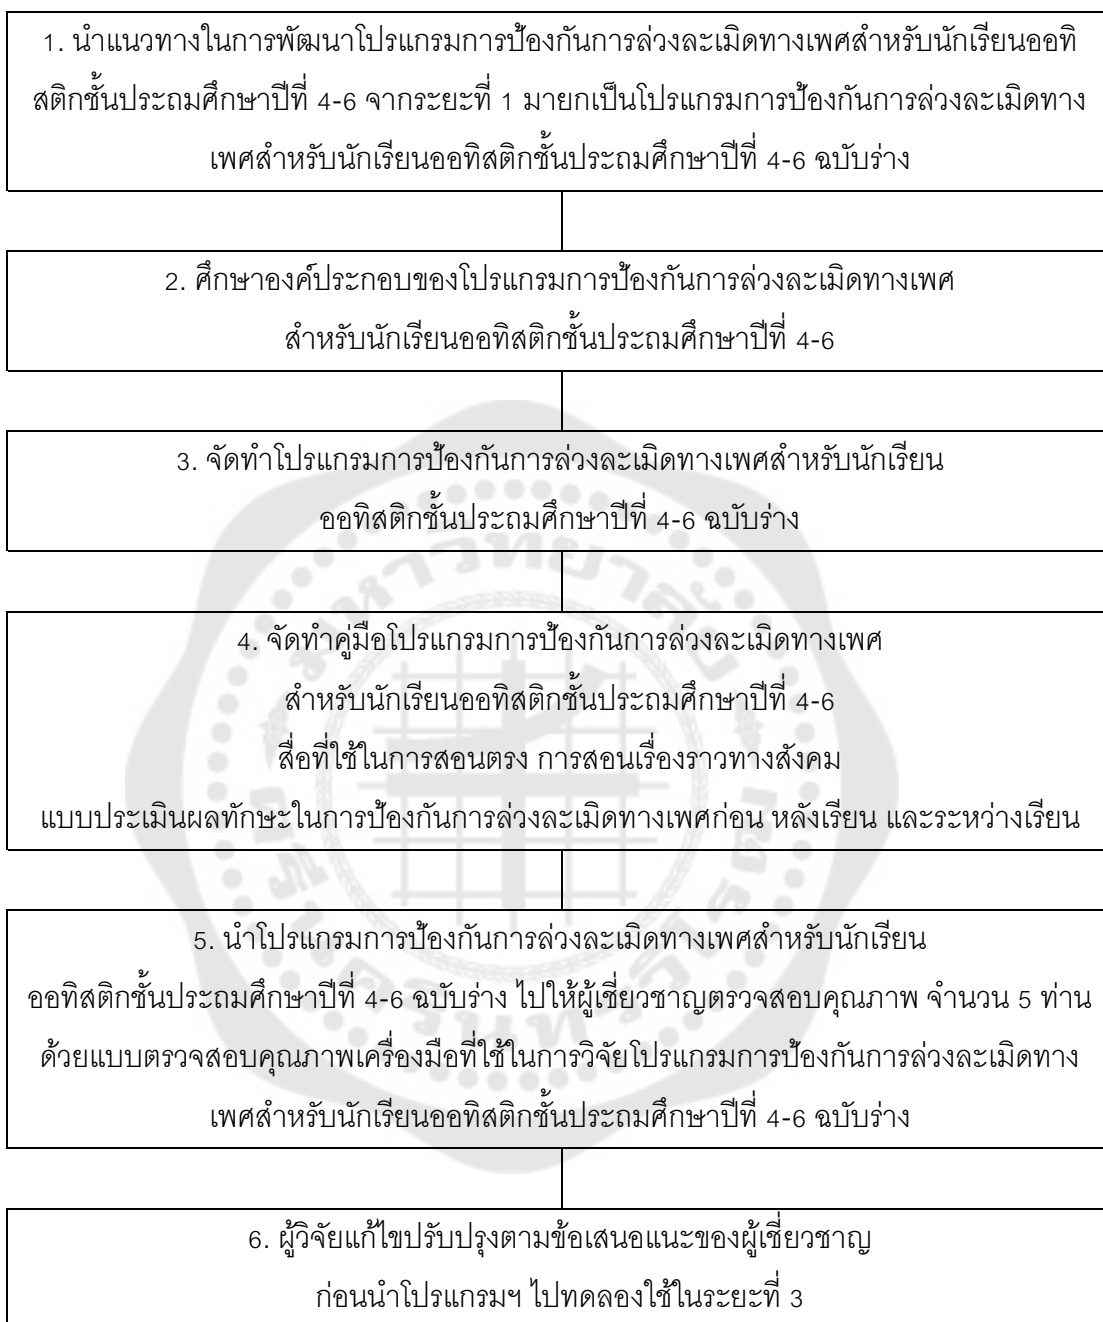 1. นำแนวทางในการพัฒนาโปรแกรมการป้องกันการล่วงละเมิดทางเพศสำหรับนักเรียนออทิ
สติกชั้นประถมศึกษาปีที่ 4-6 จากระยะที่ 1 มายกเป็นโปรแกรมการป้องกันการล่วงละเมิดทาง
เพศสำหรับนักเรียนออทิสติกชั้นประถมศึกษาปีที่ 4-6 ฉบับร่าง
2. ศึกษาองค์ประกอบของโปรแกรมการป้องกันการล่วงละเมิดทางเพศ
สำหรับนักเรียนออทิสติกชั้นประถมศึกษาปีที่ 4-6
3. จัดทำโปรแกรมการป้องกันการล่วงละเมิดทางเพศสำหรับนักเรียน
ออทิสติกชั้นประถมศึกษาปีที่ 4-6 ฉบับร่าง
4. จัดทำคู่มือโปรแกรมการป้องกันการล่วงละเมิดทางเพศ
สำหรับนักเรียนออทิสติกชั้นประถมศึกษาปีที่ 4-6
สื่อที่ใช้ในการสอนตรง การสอนเรื่องราวทางสังคม
แบบประเมินผลทักษะในการป้องกันการล่วงละเมิดทางเพศก่อน หลังเรียน และระหว่างเรียน
5. นำโปรแกรมการป้องกันการล่วงละเมิดทางเพศสำหรับนักเรียน
ออทิสติกชั้นประถมศึกษาปีที่ 4-6 ฉบับร่าง ไปให้ผู้เชี่ยวชาญตรวจสอบคุณภาพ จำนวน 5 ท่าน
ด้วยแบบตรวจสอบคุณภาพเครื่องมือที่ใช้ในการวิจัยโปรแกรมการป้องกันการล่วงละเมิดทาง
เพศสำหรับนักเรียนออทิสติกชั้นประถมศึกษาปีที่ 4-6 ฉบับร่าง
6. ผู้วิจัยแก้ไขปรับปรุงตามข้อเสนอแนะของผู้เชี่ยวชาญ
ก่อนนำโปรแกรมฯ ไปทดลองใช้ในระยะที่ 3
มหาวิทยาลัย
ศรีนครินทรวิโรฒ